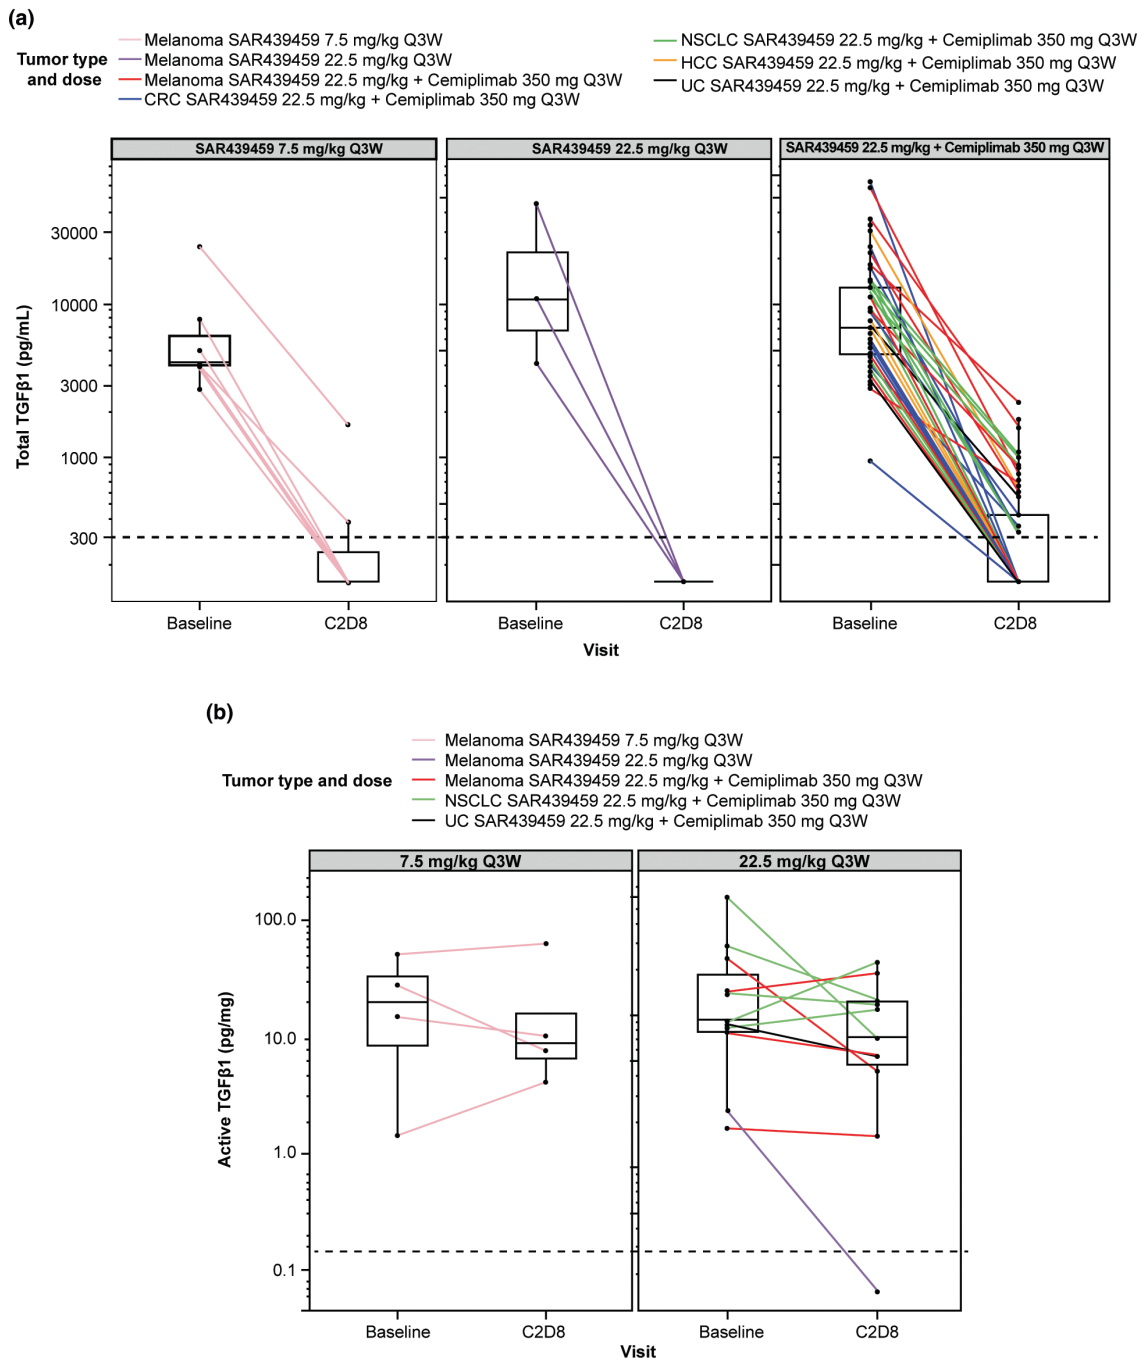 (a)
Tumor type
and dose
Melanoma SAR439459 7.5 mg/kg Q3W
Melanoma SAR439459 22.5 mg/kg Q3W
Melanoma SAR439459 22.5 mg/kg + Cemiplimab 350 mg Q3W
CRC SAR439459 22.5 mg/kg + Cemiplimab 350 mg Q3W
NSCLC SAR439459 22.5 mg/kg + Cemiplimab 350 mg Q3W
HCC SAR439459 22.5 mg/kg + Cemiplimab 350 mg Q3W
UC SAR439459 22.5 mg/kg + Cemiplimab 350 mg Q3W
SAR439459 7.5 mg/kg Q3W
SAR439459 22.5 mg/kg Q3W
SAR439459 22.5 mg/kg + Cemiplimab 350 mg Q3W
Total TGFβ1 (pg/mL)
30000
10000
3000
1000
300
Baseline
C2D8
Baseline
C2D8
Baseline
C2D8
Visit
(b)
Tumor type and dose
Melanoma SAR439459 7.5 mg/kg Q3W
Melanoma SAR439459 22.5 mg/kg Q3W
Melanoma SAR439459 22.5 mg/kg + Cemiplimab 350 mg Q3W
NSCLC SAR439459 22.5 mg/kg + Cemiplimab 350 mg Q3W
UC SAR439459 22.5 mg/kg + Cemiplimab 350 mg Q3W
7.5 mg/kg Q3W
22.5 mg/kg Q3W
Active TGFβ1 (pg/mg)
100.0
10.0
1.0
0.1
Baseline
C2D8
Baseline
C2D8
Visit